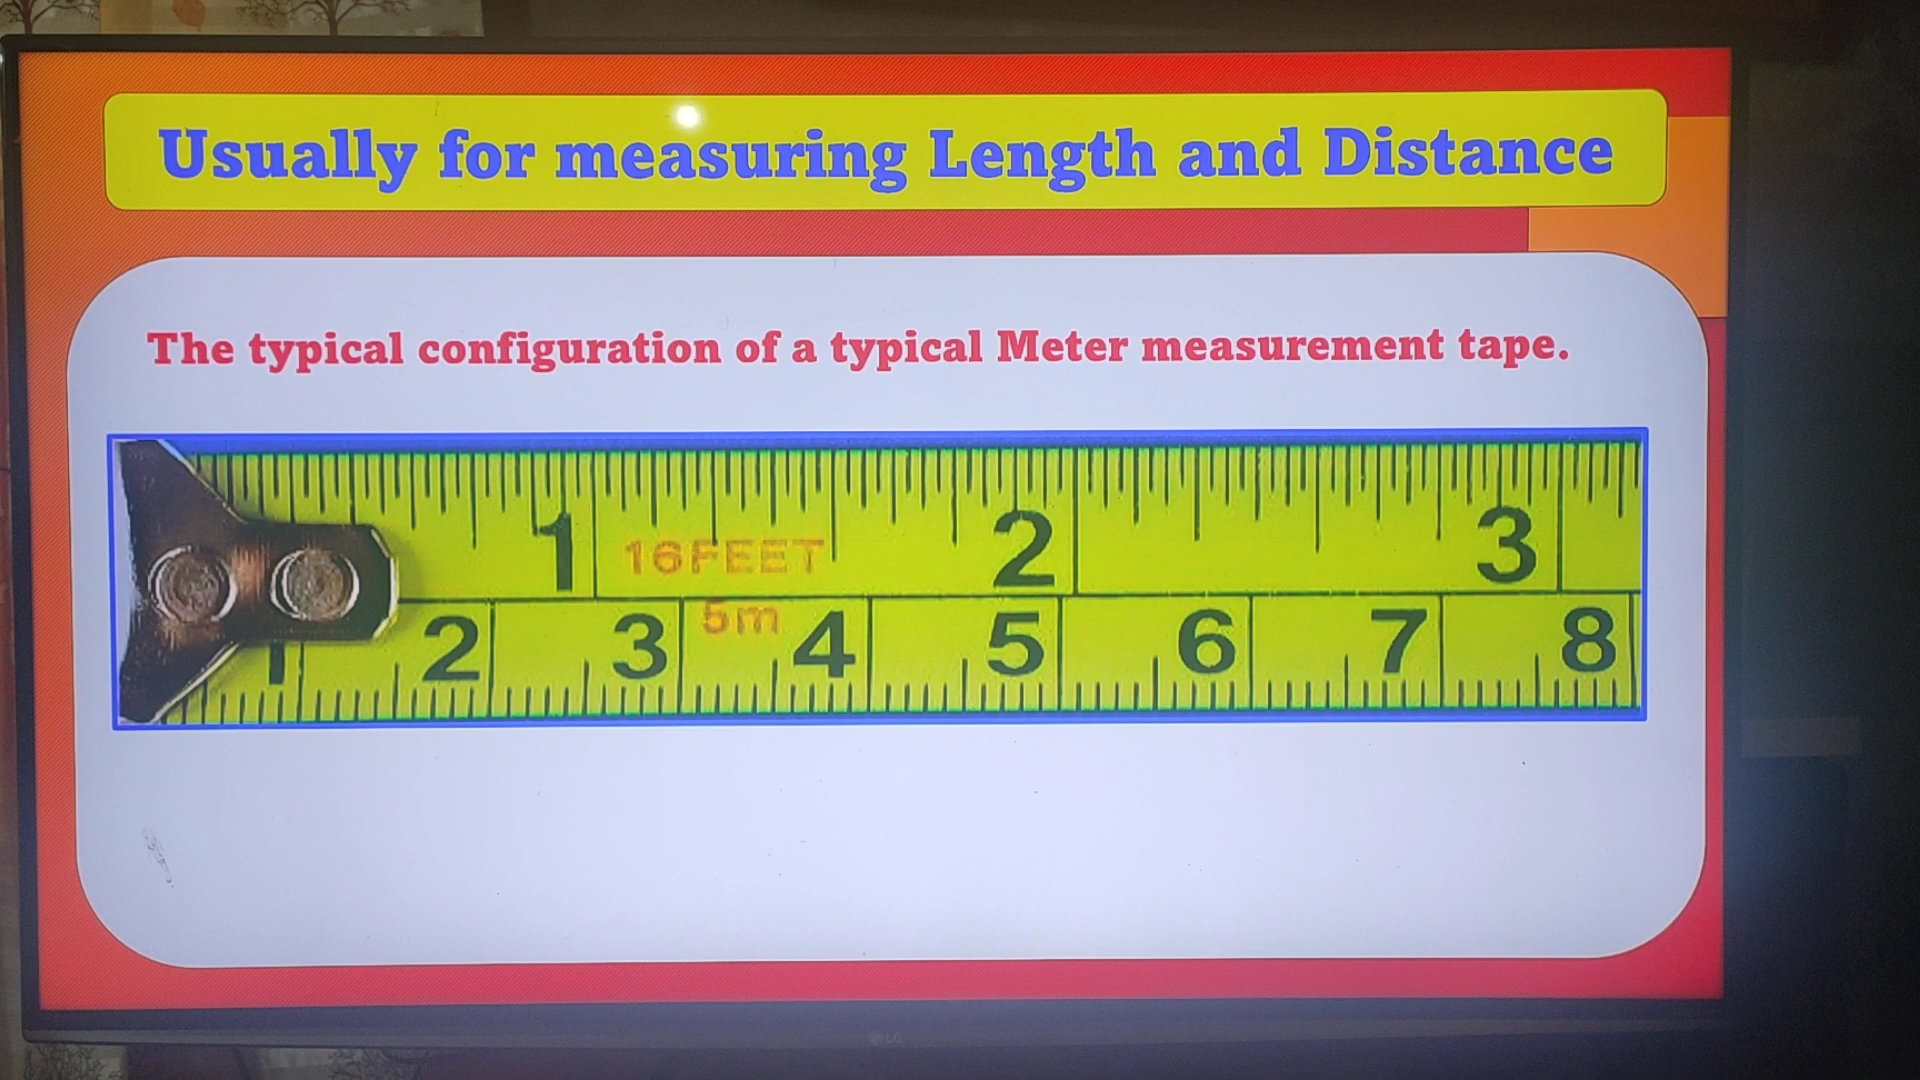 Usually for measuring Length and Distance
The typical configuration of a typical Meter measurement tape.
1 2 3
16FEET
5m
1 2 3 4 5 6 7 8
LG